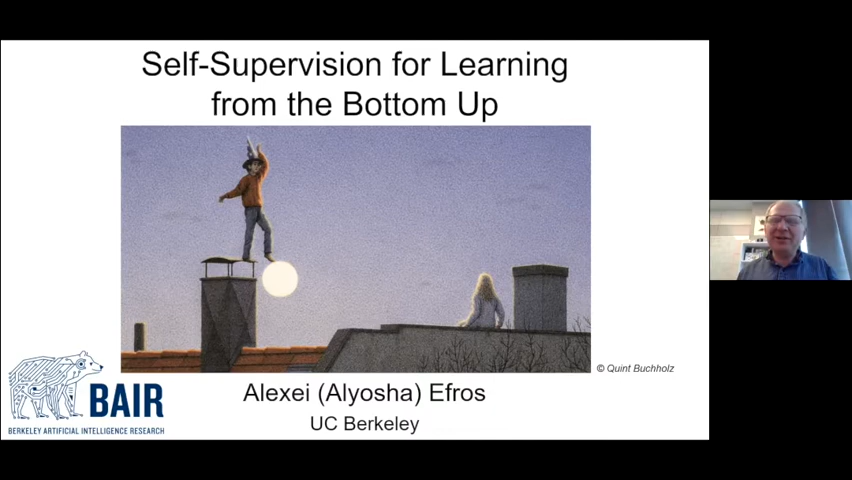 Self-Supervision for Learning
from the Bottom Up
© Quint Buchholz
Alexei (Alyosha) Efros
UC Berkeley
BAIR
BERKELEY ARTIFICIAL INTELLIGENCE RESEARCH